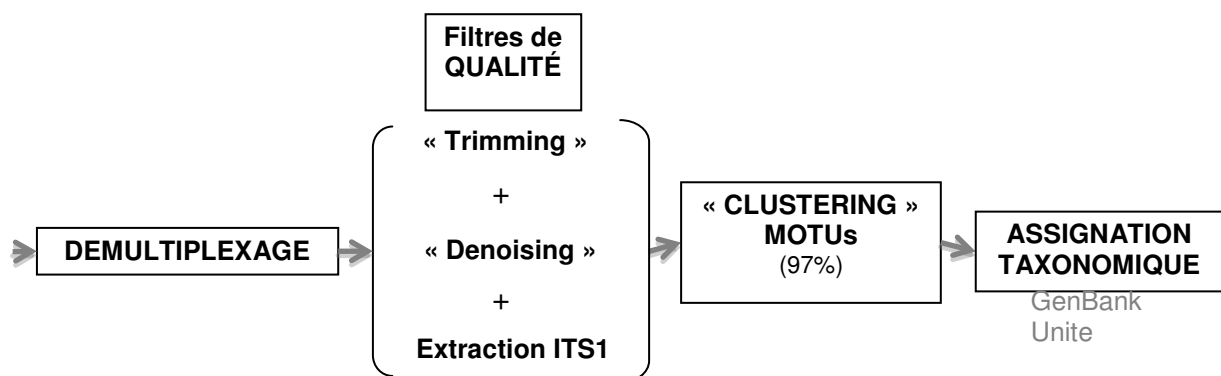 Filtres de
QUALITÉ
« Trimming »
+
« Denoising »
+
Extraction ITS1
DEMULTIPLEXAGE
« CLUSTERING »
MOTUs
(97%)
ASSIGNATION
TAXONOMIQUE
GenBank
Unite